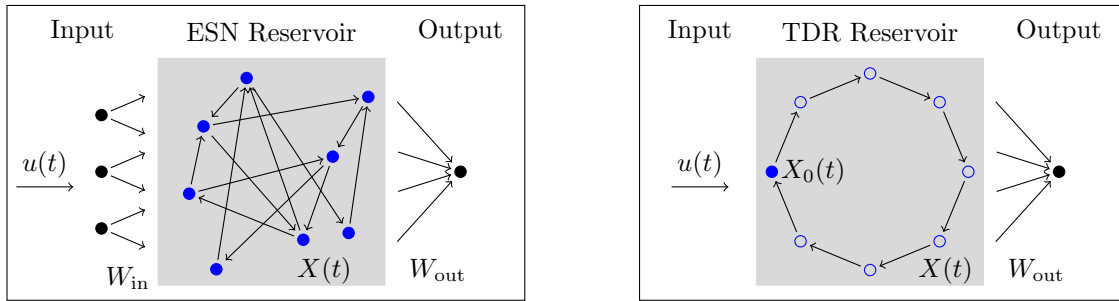 Input ESN Reservoir Output
u(t)
W_in X(t) W_out
Input TDR Reservoir Output
u(t) X_0(t)
X(t) W_out